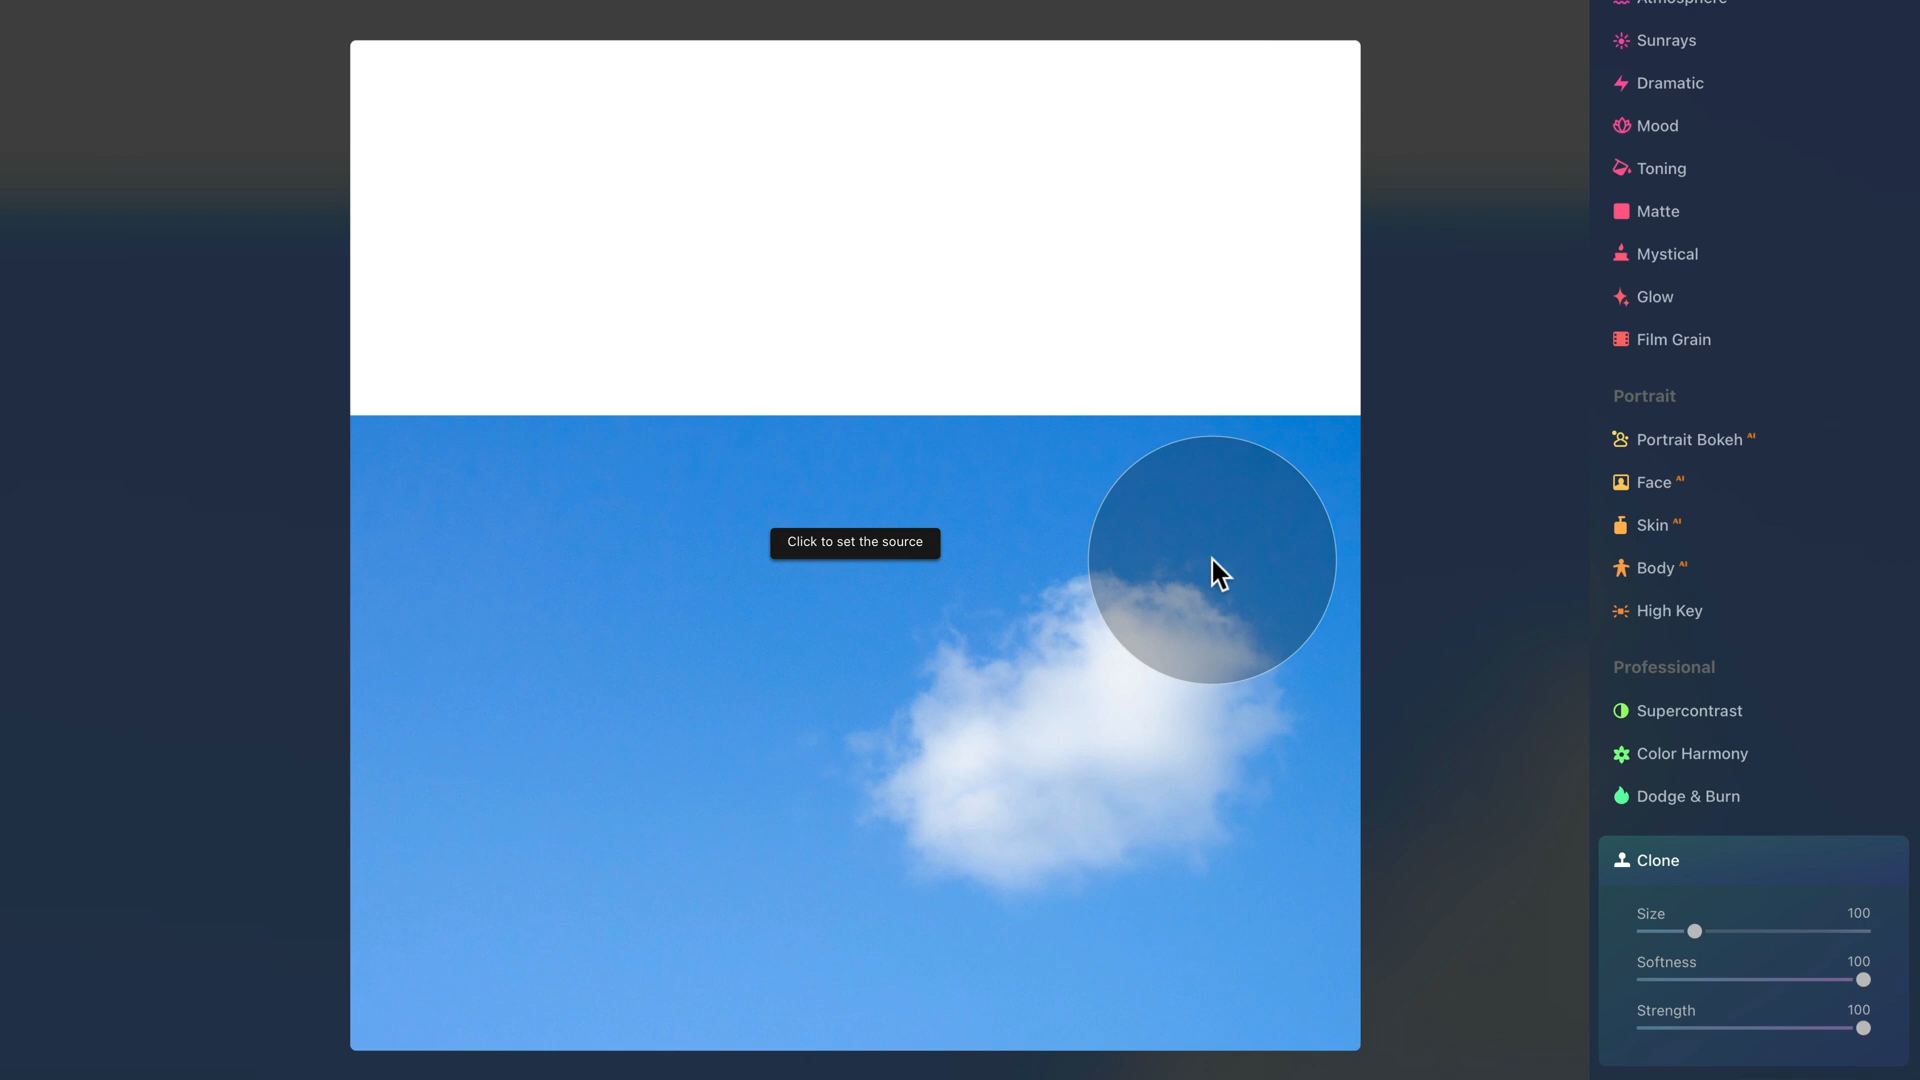 Atmosphere
Sunrays
Dramatic
Mood
Toning
Matte
Mystical
Glow
Film Grain
Portrait
Portrait Bokeh AI
Face AI
Skin AI
Body AI
High Key
Professional
Supercontrast
Color Harmony
Dodge & Burn
Clone
Size 100
Softness 100
Strength 100
Click to set the source